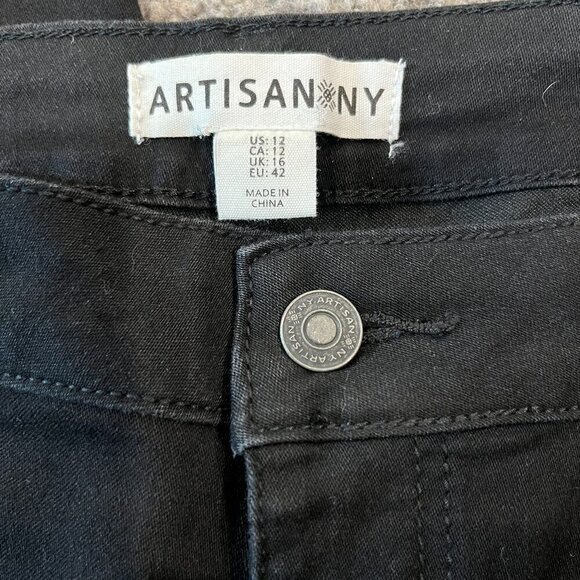 ARTISAN NY
US: 12
CA: 12
UK: 16
EU: 42
MADE IN
CHINA
NY ARTISAN
NY ARTISAN